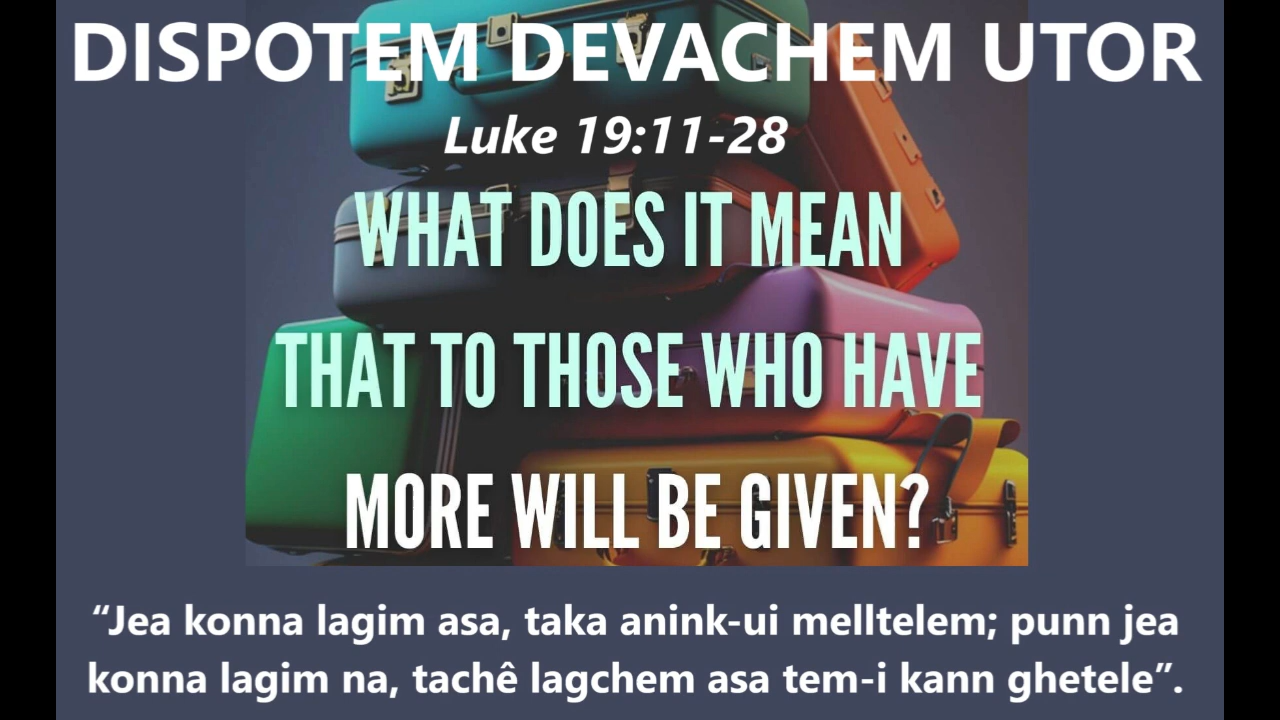 DISPOTEM DEVACHEM UTOR
Luke 19:11-28
WHAT DOES IT MEAN
THAT TO THOSE WHO HAVE
MORE WILL BE GIVEN?
“Jea konna lagim asa, taka anink-ui melltelem; punn jea
konna lagim na, tachê lagchem asa tem-i kann ghetele”.